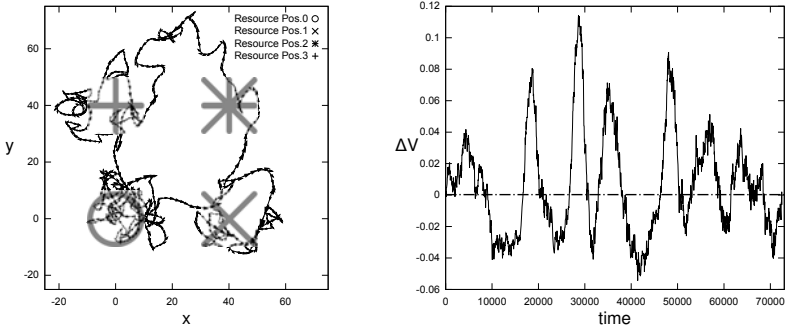 Resource Pos.0
Resource Pos.1
Resource Pos.2
Resource Pos.3
60
40
20
0
-20
y
-20 0 20 40 60
x
0.12
0.1
0.08
0.06
0.04
0.02
0
-0.02
-0.04
-0.06
ΔV
0 10000 20000 30000 40000 50000 60000 70000
time